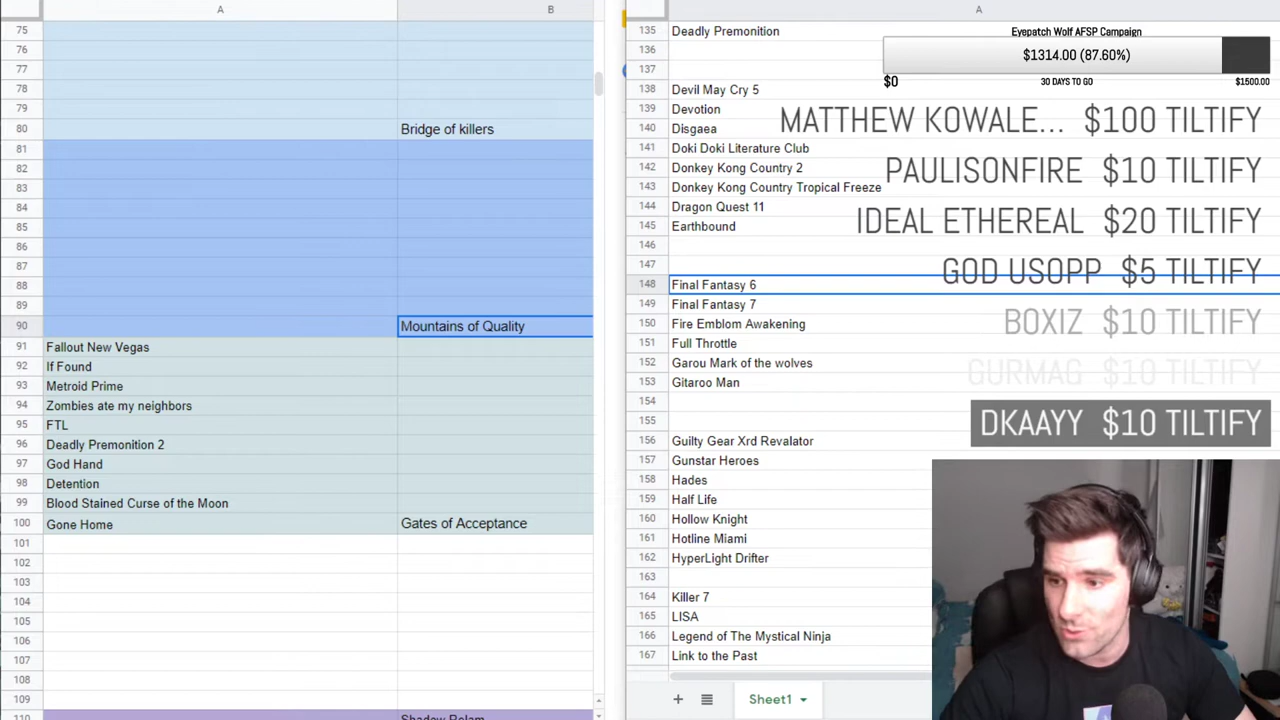 A
B
75
76
77
78
79
80 Bridge of killers
81
82
83
84
85
86
87
88
89
90 Mountains of Quality
91 Fallout New Vegas
92 If Found
93 Metroid Prime
94 Zombies ate my neighbors
95 FTL
96 Deadly Premonition 2
97 God Hand
98 Detention
99 Blood Stained Curse of the Moon
100 Gone Home Gates of Acceptance
101
102
103
104
105
106
107
108
109
110 Shadow Relam
A
135 Deadly Premonition
136
137
138 Devil May Cry 5
139 Devotion
140 Disgaea
141 Doki Doki Literature Club
142 Donkey Kong Country 2
143 Donkey Kong Country Tropical Freeze
144 Dragon Quest 11
145 Earthbound
146
147
148 Final Fantasy 6
149 Final Fantasy 7
150 Fire Emblom Awakening
151 Full Throttle
152 Garou Mark of the wolves
153 Gitaroo Man
154
155
156 Guilty Gear Xrd Revalator
157 Gunstar Heroes
158 Hades
159 Half Life
160 Hollow Knight
161 Hotline Miami
162 HyperLight Drifter
163
164 Killer 7
165 LISA
166 Legend of The Mystical Ninja
167 Link to the Past
Sheet1
Eyepatch Wolf AFSP Campaign
$1314.00 (87.60%)
$0 30 DAYS TO GO $1500.00
MATTHEW KOWALE... $100 TILTIFY
PAULISONFIRE $10 TILTIFY
IDEAL ETHEREAL $20 TILTIFY
GOD USOPP $5 TILTIFY
BOXIZ $10 TILTIFY
GURMAG $10 TILTIFY
DKAAYY $10 TILTIFY